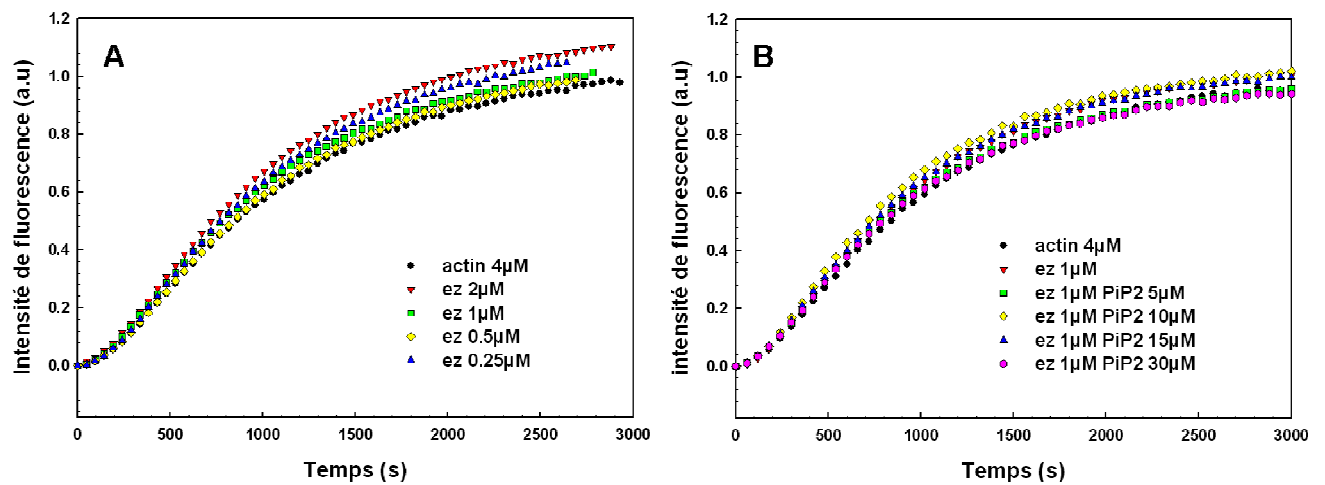 A
Intensité de fluorescence (a.u)
1.2
1.0
0.8
0.6
0.4
0.2
0.0
actin 4µM
ez 2µM
ez 1µM
ez 0.5µM
ez 0.25µM
0
500
1000
1500
2000
2500
3000
Temps (s)
B
intensité de fluorescence (a.u)
1.2
1.0
0.8
0.6
0.4
0.2
0.0
actin 4µM
ez 1µM
ez 1µM PiP2 5µM
ez 1µM PiP2 10µM
ez 1µM PiP2 15µM
ez 1µM PiP2 30µM
0
500
1000
1500
2000
2500
3000
Temps (s)